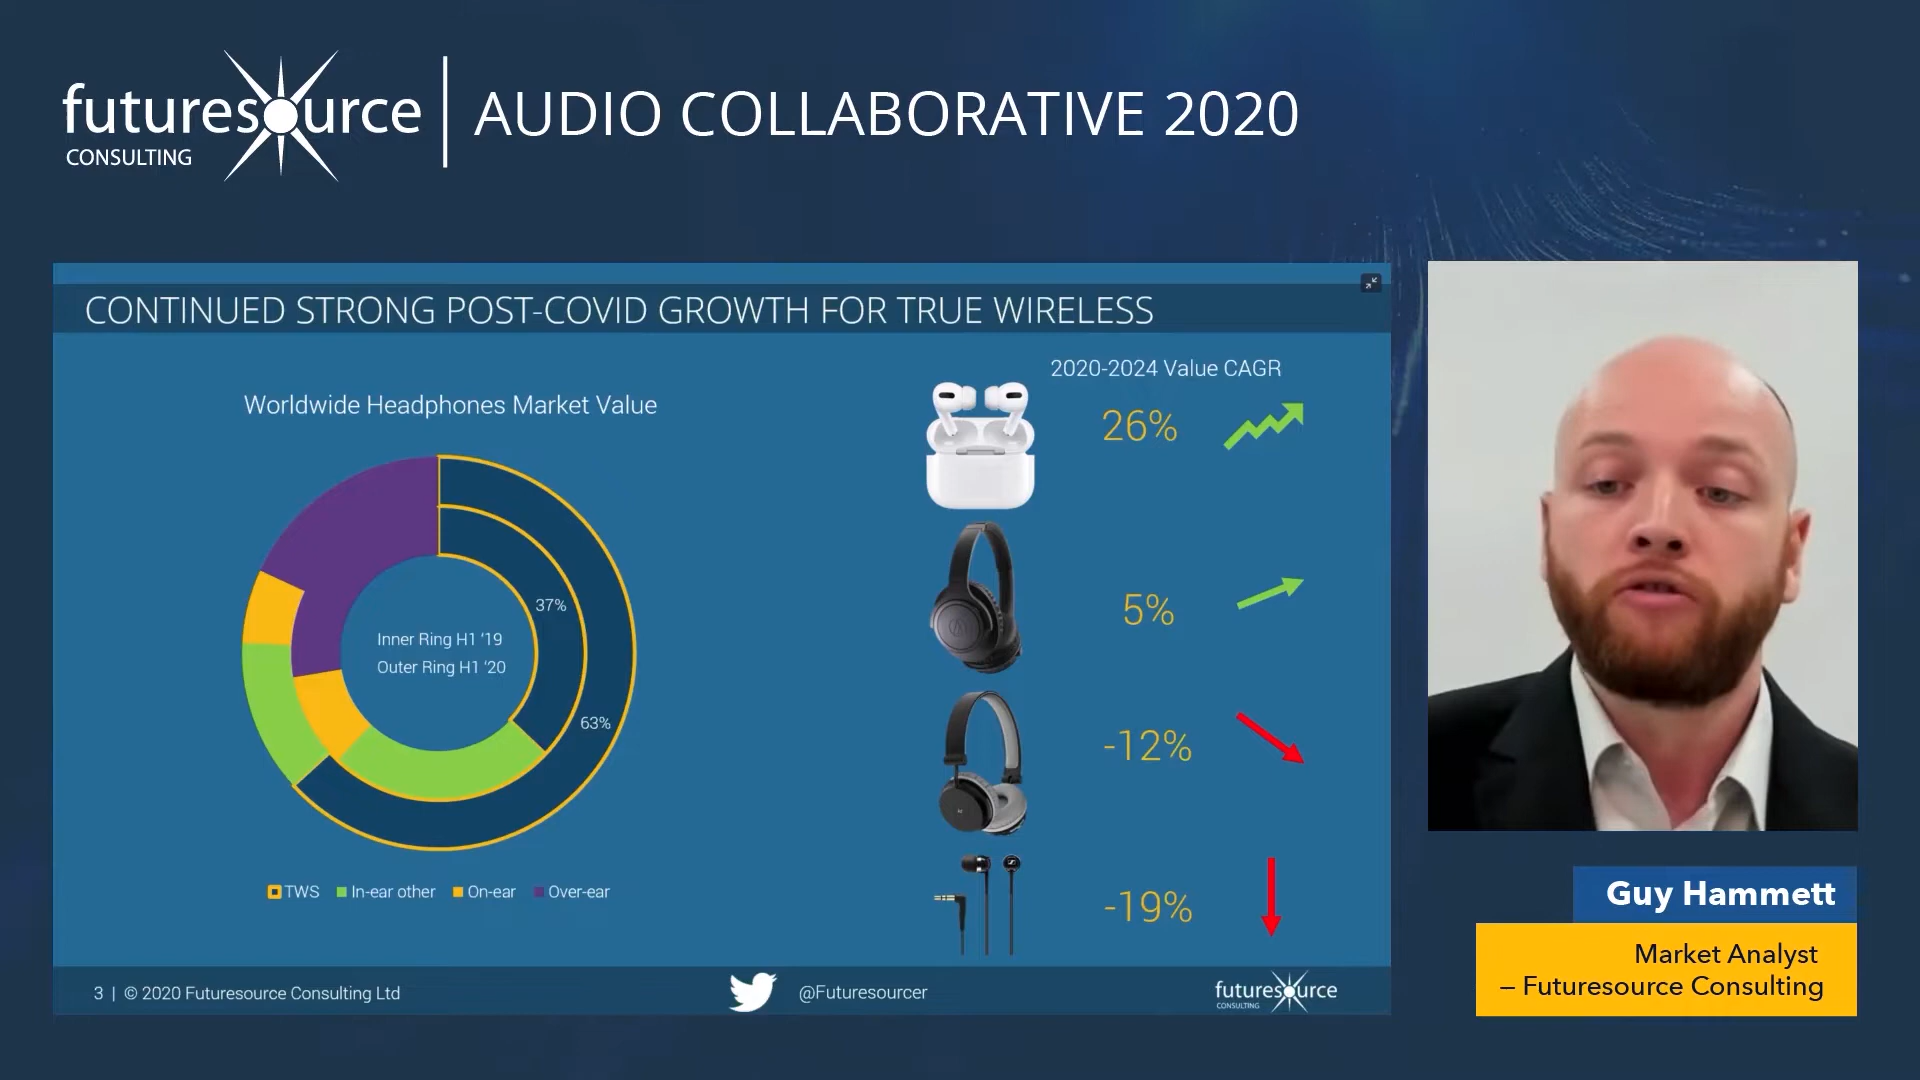 futuresource
CONSULTING
AUDIO COLLABORATIVE 2020
CONTINUED STRONG POST-COVID GROWTH FOR TRUE WIRELESS
Worldwide Headphones Market Value
37%
Inner Ring H1 ‘19
Outer Ring H1 ‘20
63%
TWS In-ear other On-ear Over-ear
2020-2024 Value CAGR
26%
5%
-12%
-19%
3 | © 2020 Futuresource Consulting Ltd
@Futuresourcer
futuresource
CONSULTING
Guy Hammett
Market Analyst
– Futuresource Consulting